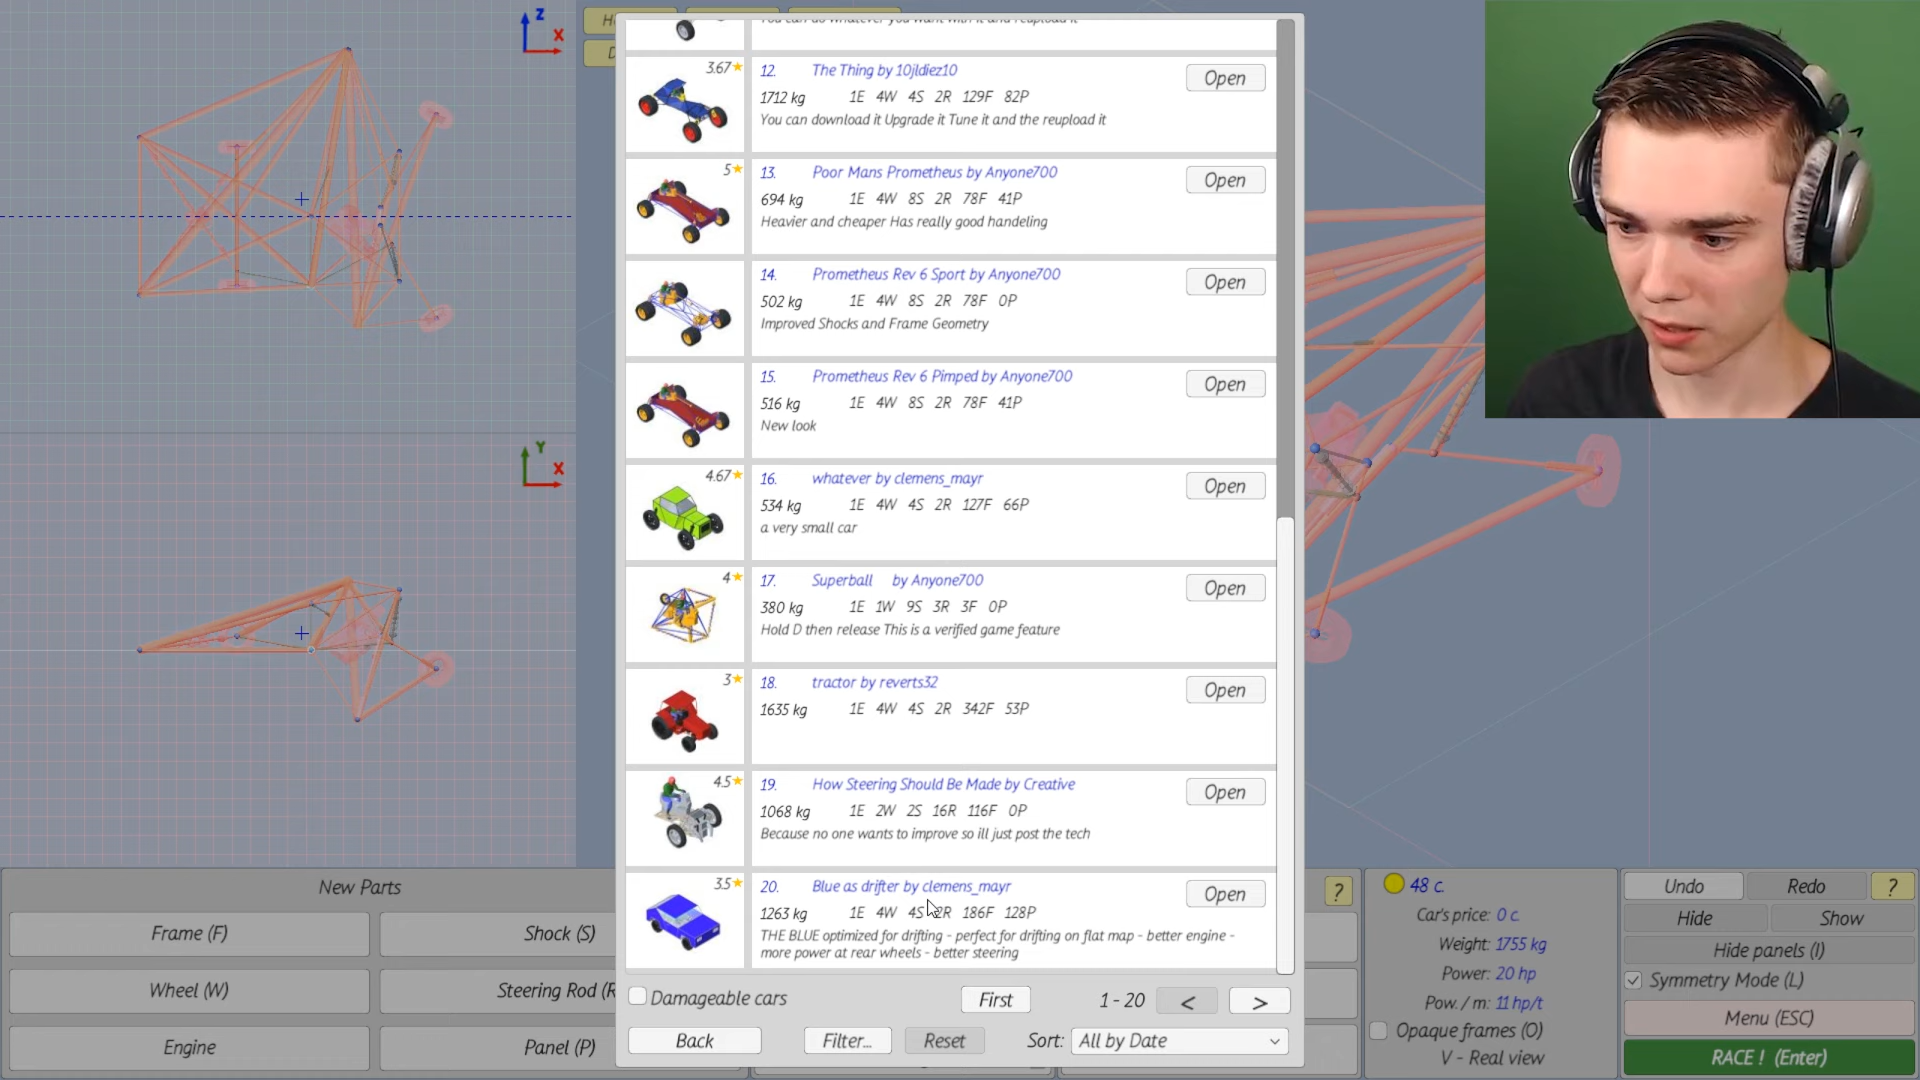 Z
X
You can do whatever you want with it and reupload it
3.67★
12. The Thing by 10jldiez10
Open
1712 kg 1E 4W 4S 2R 129F 82P
You can download it Upgrade it Tune it and the reupload it
5★
13. Poor Mans Prometheus by Anyone700
Open
694 kg 1E 4W 8S 2R 78F 41P
Heavier and cheaper Has really good handeling
14. Prometheus Rev 6 Sport by Anyone700
Open
502 kg 1E 4W 8S 2R 78F 0P
Improved Shocks and Frame Geometry
15. Prometheus Rev 6 Pimped by Anyone700
Open
516 kg 1E 4W 8S 2R 78F 41P
New look
4.67★
16. whatever by clemens_mayr
Open
534 kg 1E 4W 4S 2R 127F 66P
a very small car
4★
17. Superball by Anyone700
Open
380 kg 1E 1W 9S 3R 3F 0P
Hold D then release This is a verified game feature
3★
18. tractor by reverts32
Open
1635 kg 1E 4W 4S 2R 342F 53P
4.5★
19. How Steering Should Be Made by Creative
Open
1068 kg 1E 2W 2S 16R 116F 0P
Because no one wants to improve so ill just post the tech
3.5★
20. Blue as drifter by clemens_mayr
Open
1263 kg 1E 4W 4S 2R 186F 128P
THE BLUE optimized for drifting - perfect for drifting on flat map - better engine -
more power at rear wheels - better steering
Damageable cars
First
1 - 20
<
>
Back
Filter...
Reset
Sort:
All by Date
Y
X
New Parts
Frame (F)
Shock (S)
Wheel (W)
Steering Rod (R
Engine
Panel (P)
?
48 c.
Car's price: 0 c.
Weight: 1755 kg
Power: 20 hp
Pow. / m: 11 hp/t
Opaque frames (O)
V - Real view
Undo
Redo
?
Hide
Show
Hide panels (I)
Symmetry Mode (L)
Menu (ESC)
RACE ! (Enter)